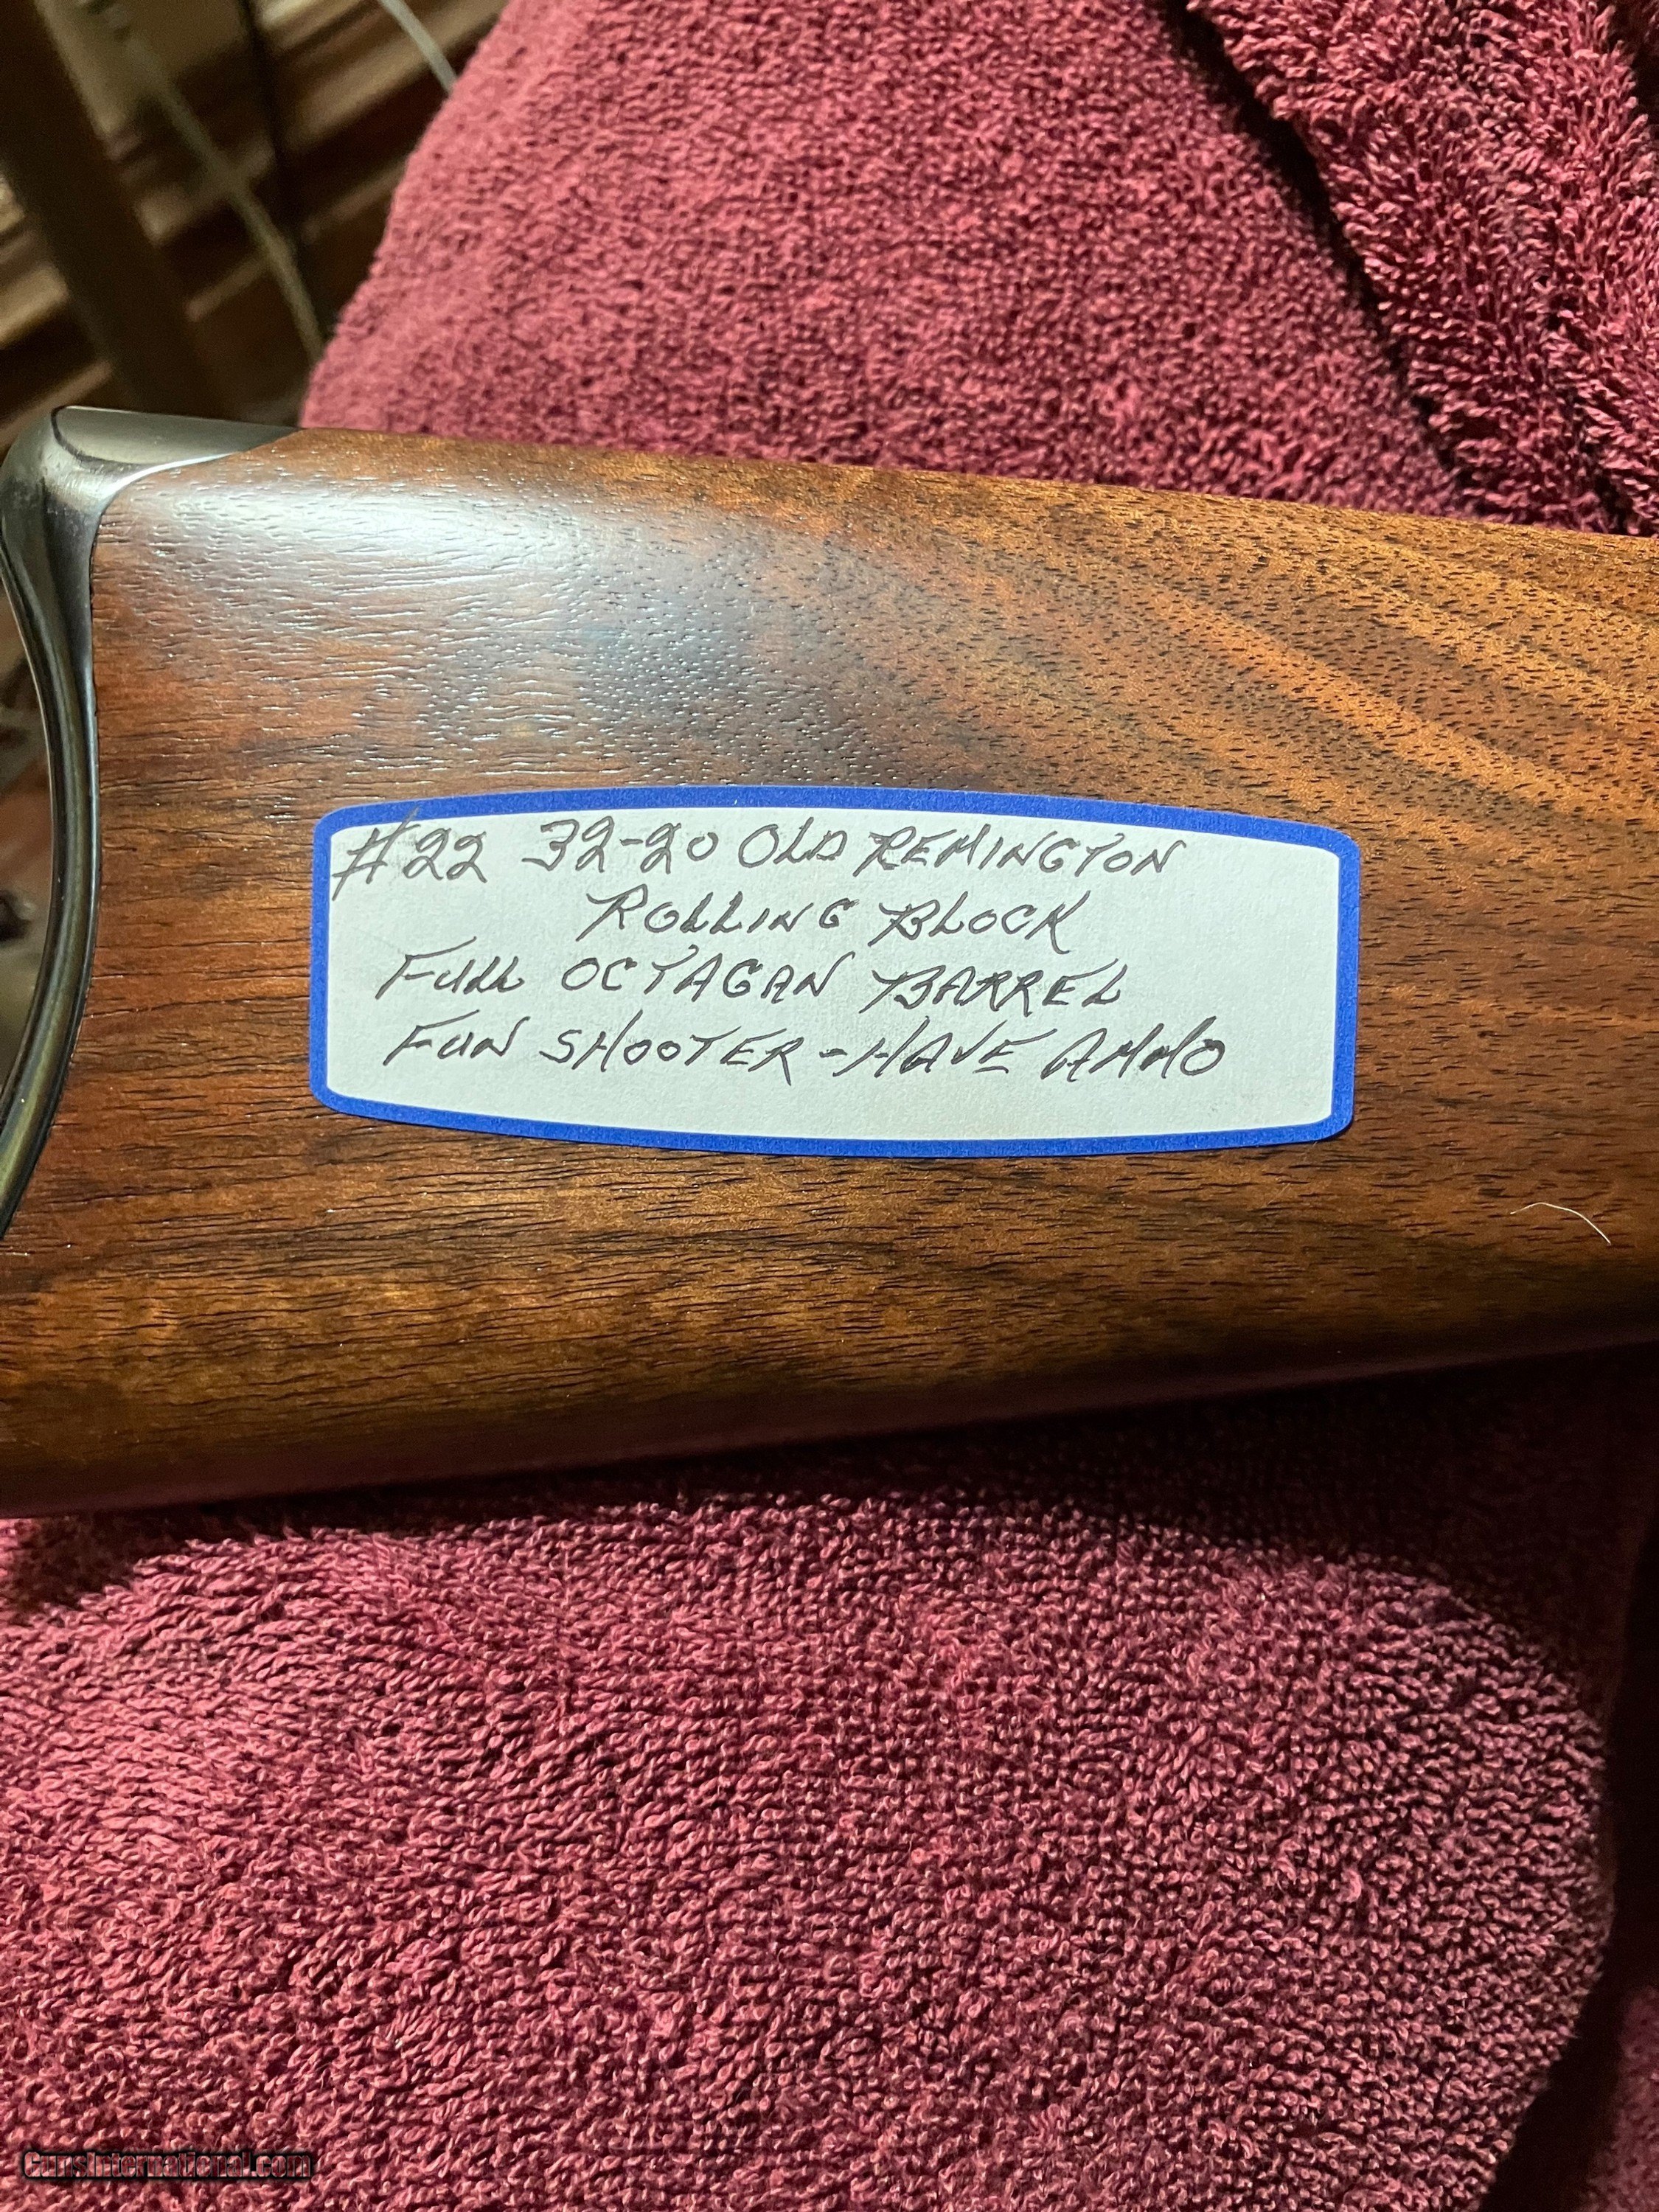 #22 32-20 OLD REMINGTON
ROLLING BLOCK
FULL OCTAGAN BARREL
FUN SHOOTER - HAVE AMMO
GunsInternational.com